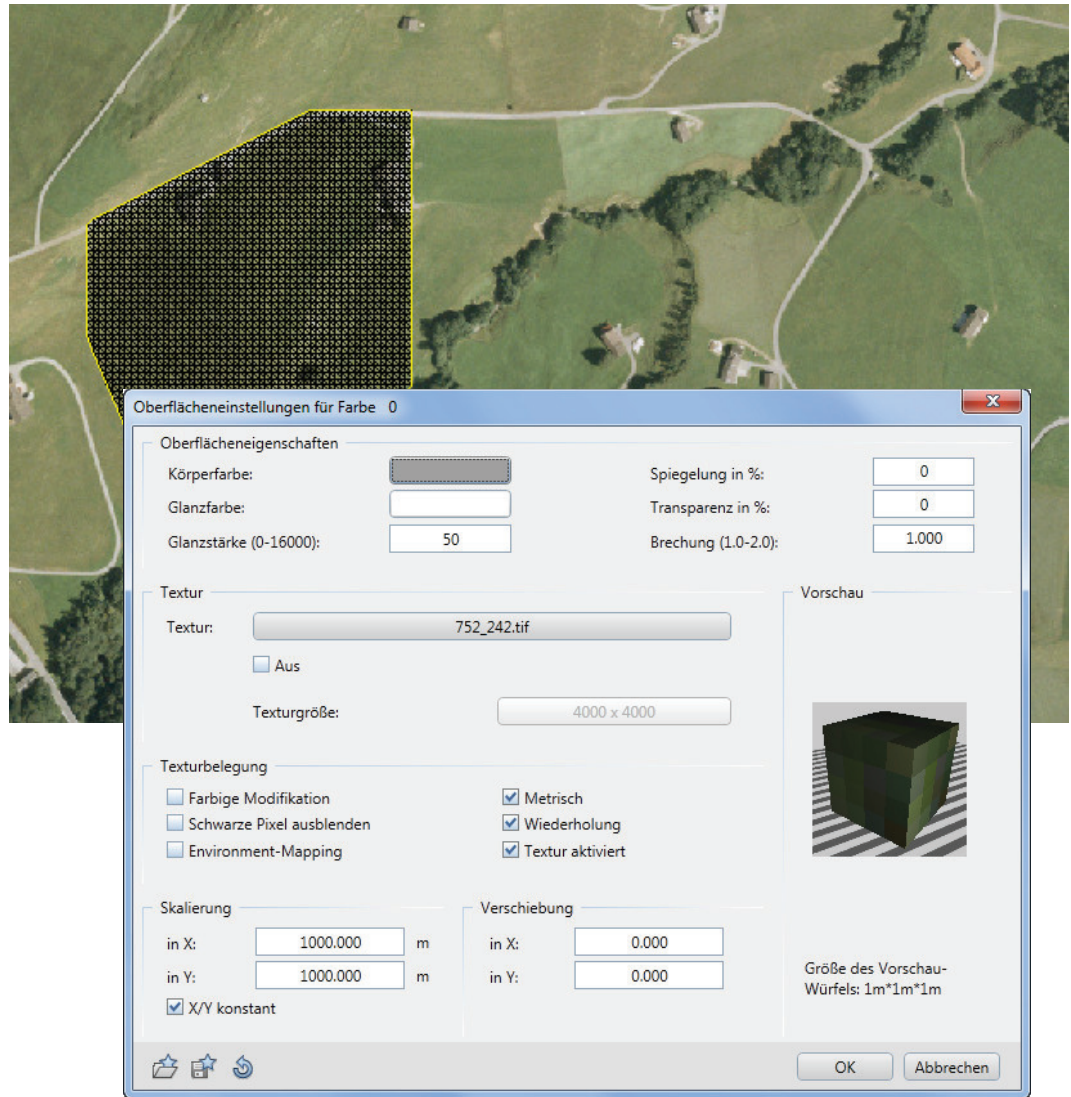 Oberflächeneinstellungen für Farbe 0
Oberflächeneigenschaften
Körperfarbe:
Spiegelung in %: 0
Glanzfarbe:
Transparenz in %: 0
Glanzstärke (0-16000): 50
Brechung (1.0-2.0): 1.000
Textur
Vorschau
Textur: 752_242.tif
Aus
Texturgröße: 4000 x 4000
Texturbelegung
Farbige Modifikation
Metrisch
Schwarze Pixel ausblenden
Wiederholung
Environment-Mapping
Textur aktiviert
Skalierung
Verschiebung
in X: 1000.000 m
in X: 0.000
in Y: 1000.000 m
in Y: 0.000
X/Y konstant
Größe des Vorschau-
Würfels: 1m*1m*1m
OK
Abbrechen